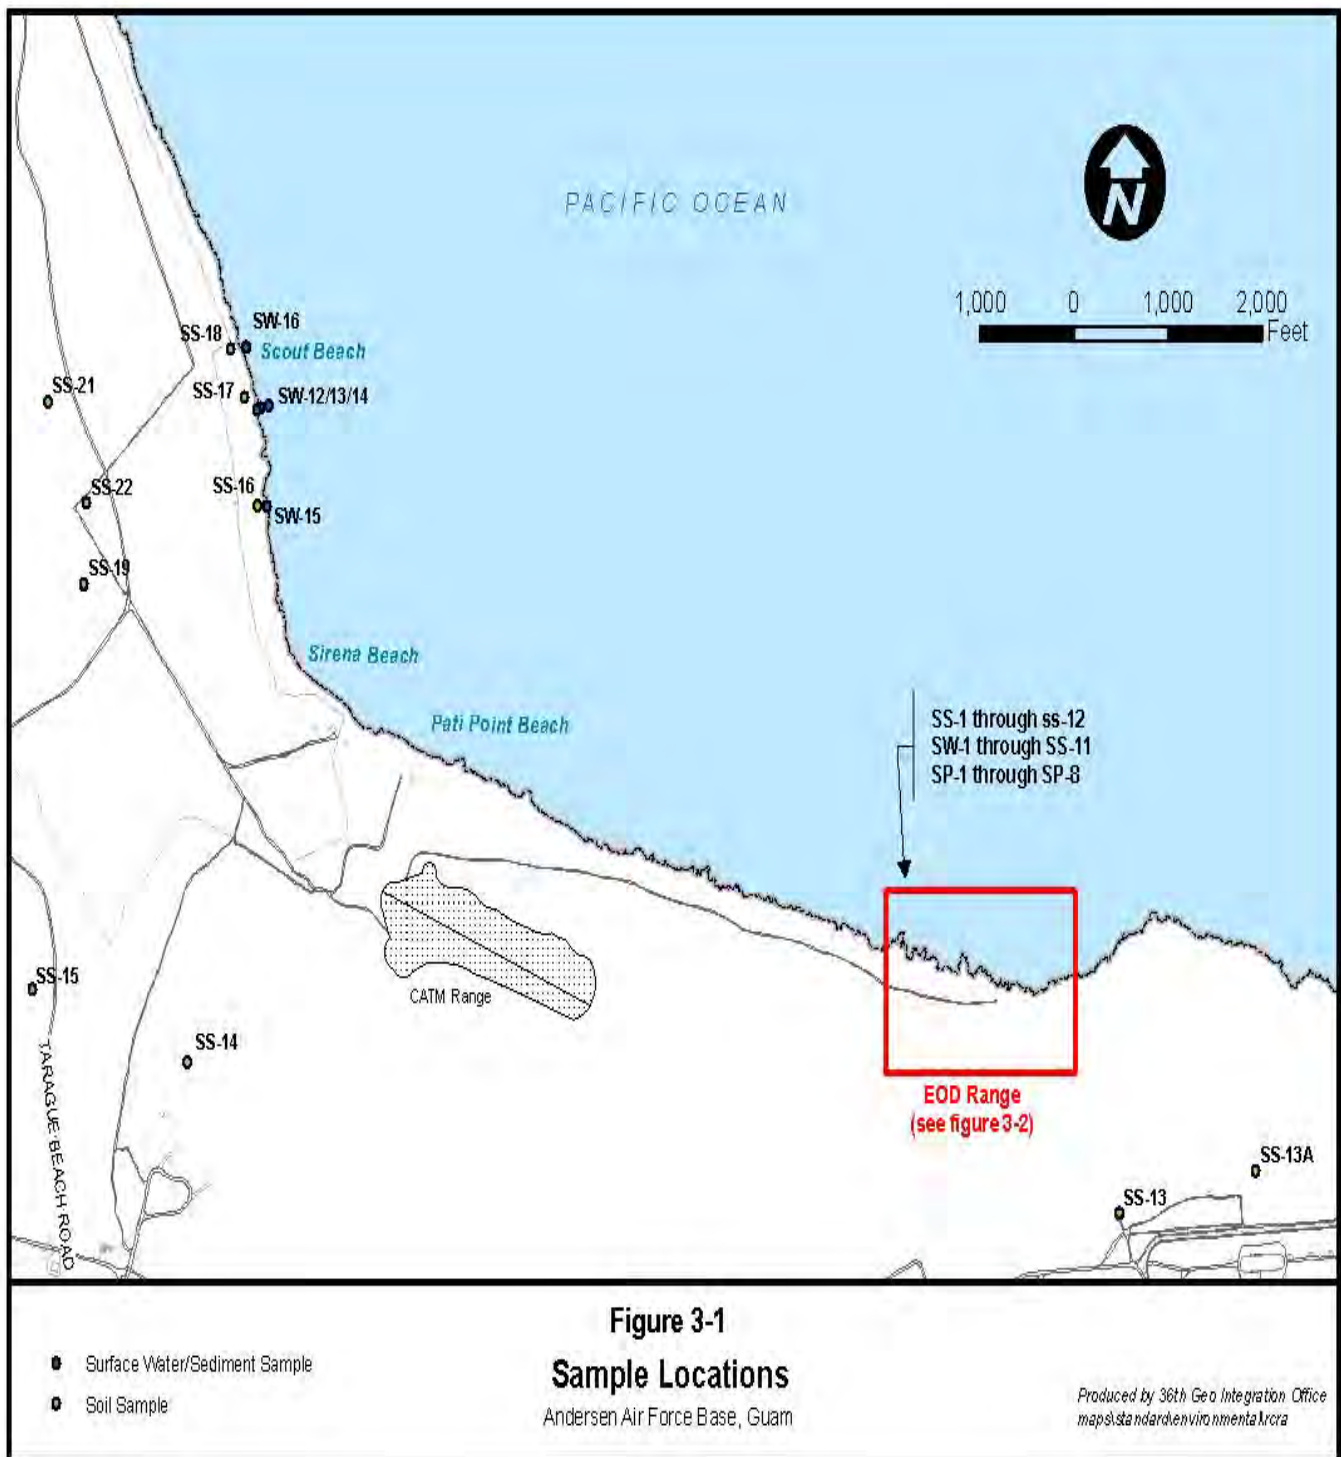 PACIFIC OCEAN
N
1,000 0 1,000 2,000
Feet
SW-16
SS-18
Scout Beach
SS-21
SS-17
SW-12/13/14
SS-22
SS-16
SW-15
SS-19
Sirena Beach
Pati Point Beach
SS-1 through ss-12
SW-1 through SS-11
SP-1 through SP-8
SS-15
CATM Range
SS-14
TARAGUE BEACH ROAD
EOD Range
(see figure 3-2)
SS-13A
SS-13
Figure 3-1
Sample Locations
Andersen Air Force Base, Guam
Surface Water/Sediment Sample
Soil Sample
Produced by 36th Geo Integration Office
maps\standard\environmental\rcra